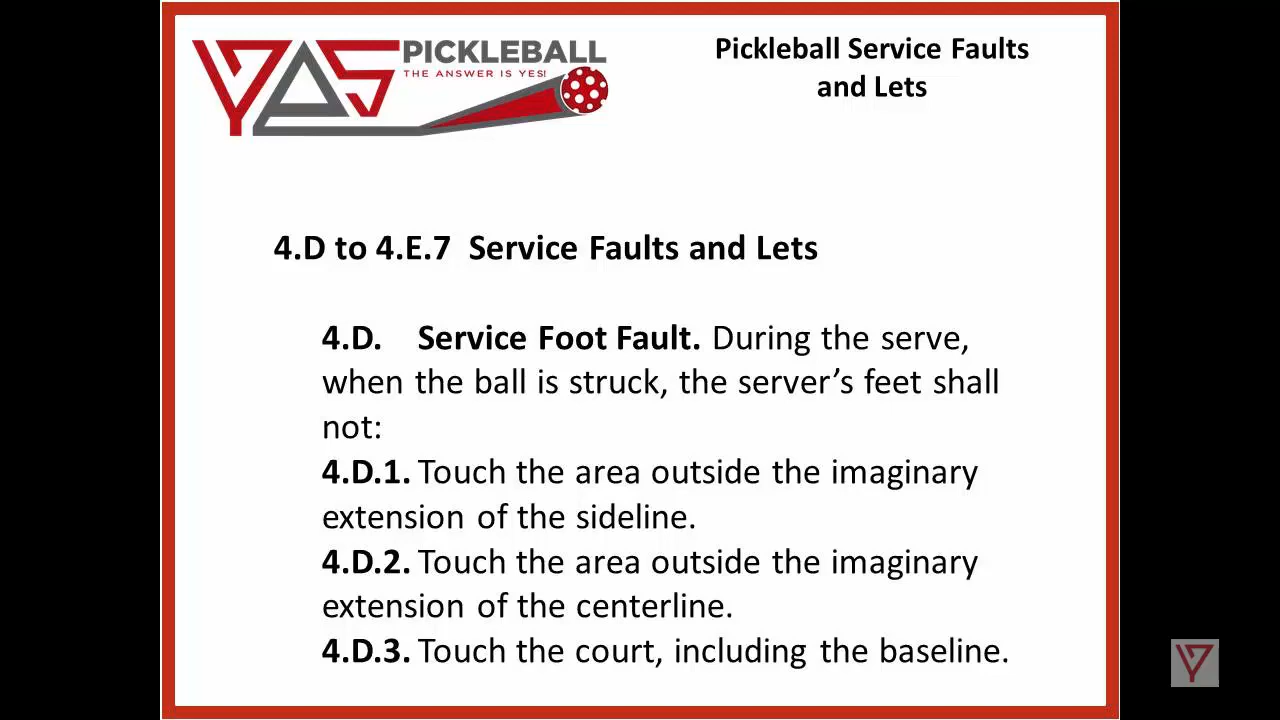 YES PICKLEBALL
THE ANSWER IS YES!
Pickleball Service Faults
and Lets
4.D to 4.E.7 Service Faults and Lets
4.D. Service Foot Fault. During the serve,
when the ball is struck, the server’s feet shall
not:
4.D.1. Touch the area outside the imaginary
extension of the sideline.
4.D.2. Touch the area outside the imaginary
extension of the centerline.
4.D.3. Touch the court, including the baseline.